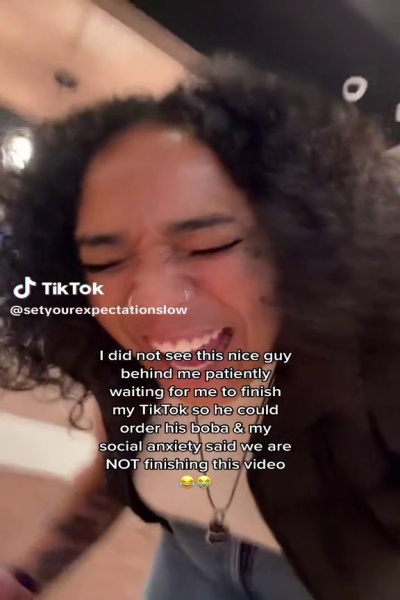 TikTok
@setyourexpectationslow
I did not see this nice guy
behind me patiently
waiting for me to finish
my TikTok so he could
order his boba & my
social anxiety said we are
NOT finishing this video
😂😭